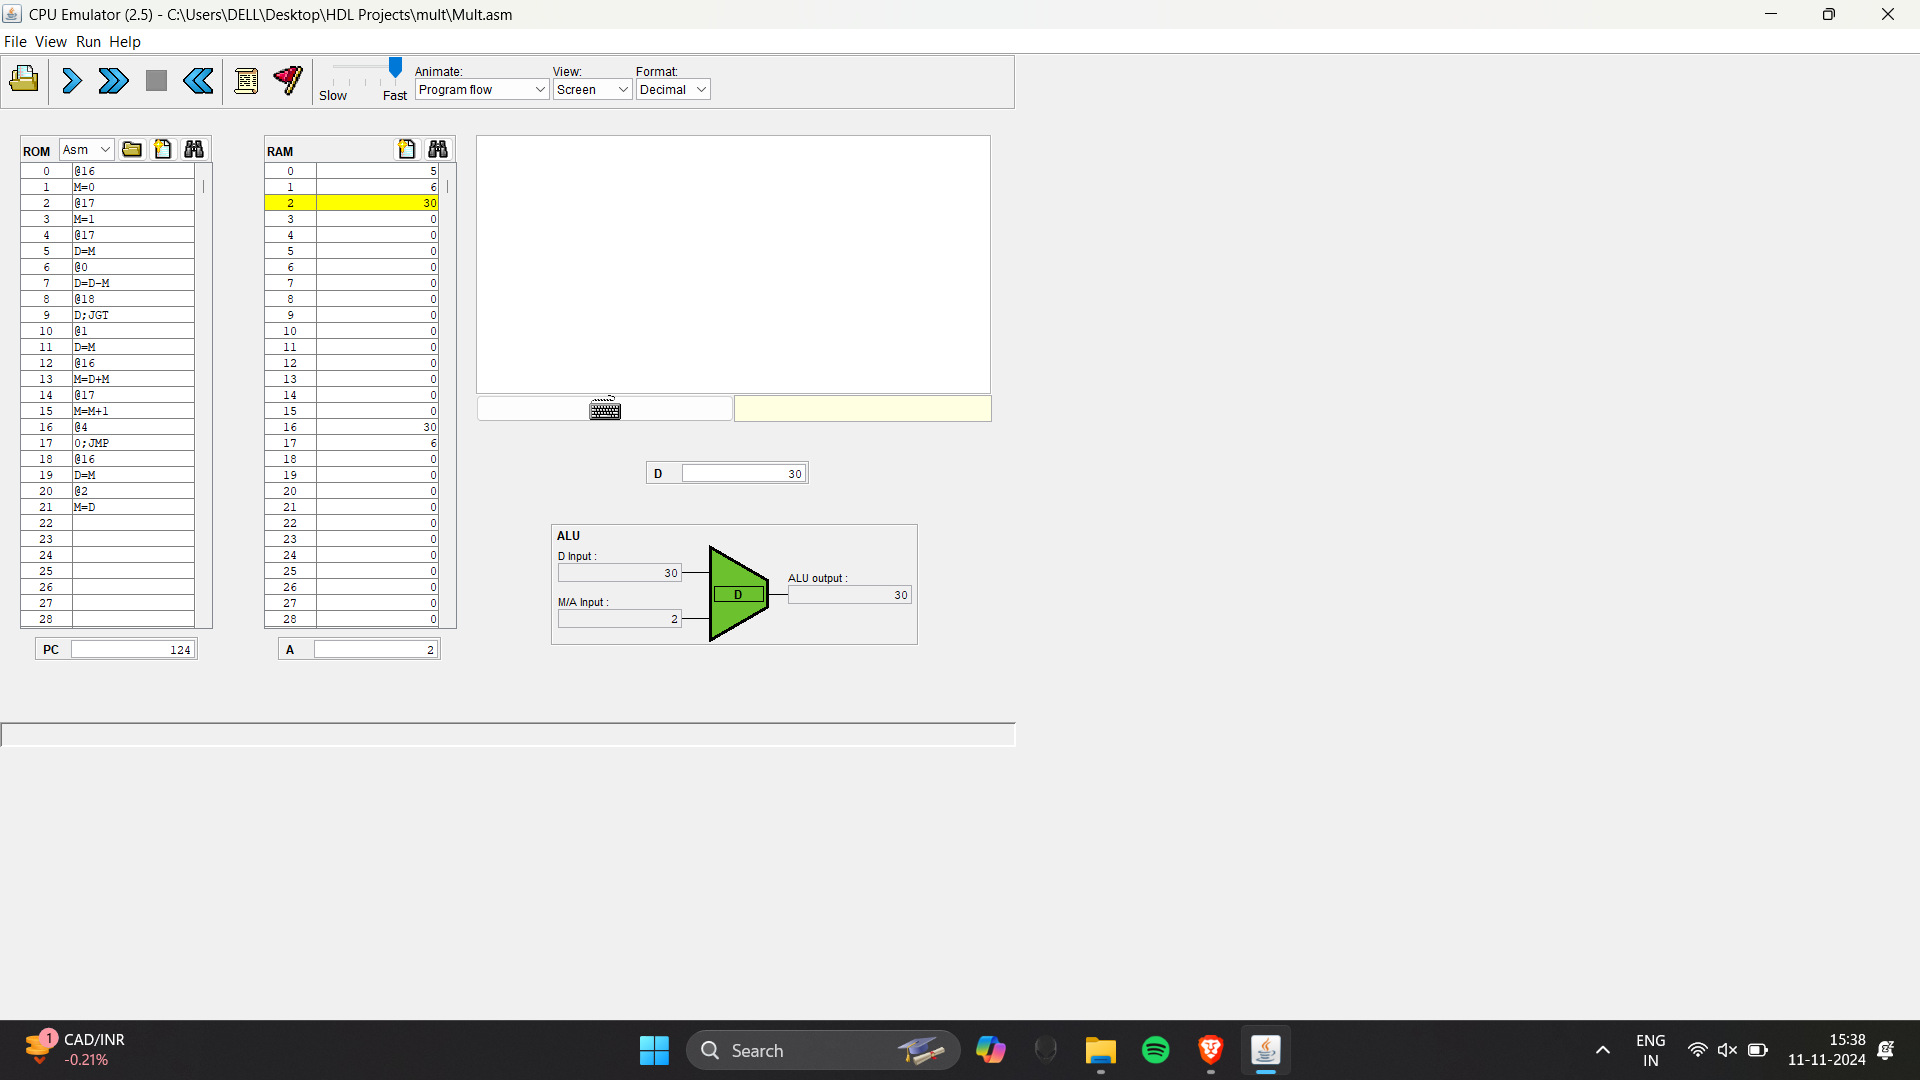 CPU Emulator (2.5) - C:\Users\DELL\Desktop\HDL Projects\mult\Mult.asm
File View Run Help
Slow Fast
Animate:
Program flow
View:
Screen
Format:
Decimal
ROM Asm
0 @16
1 M=0
2 @17
3 M=1
4 @17
5 D=M
6 @0
7 D=D-M
8 @18
9 D;JGT
10 @1
11 D=M
12 @16
13 M=D+M
14 @17
15 M=M+1
16 @4
17 0;JMP
18 @16
19 D=M
20 @2
21 M=D
22
23
24
25
26
27
28
PC 124
RAM
0 5
1 6
2 30
3 0
4 0
5 0
6 0
7 0
8 0
9 0
10 0
11 0
12 0
13 0
14 0
15 0
16 30
17 6
18 0
19 0
20 0
21 0
22 0
23 0
24 0
25 0
26 0
27 0
28 0
A 2
D 30
ALU
D Input :
30
M/A Input :
2
D
ALU output :
30
1
CAD/INR
-0.21%
Search
ENG
IN
15:38
11-11-2024